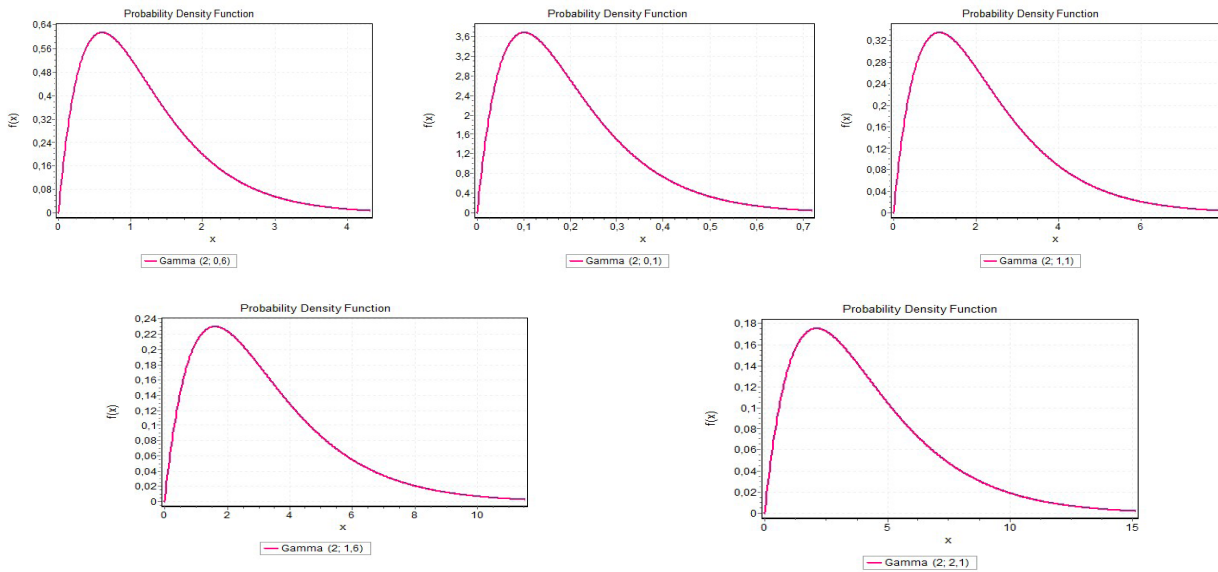 Probability Density Function
0,64
0,56
0,48
0,4
0,32
0,24
0,16
0,08
0
f(x)
0 1 2 3 4
x
Gamma (2; 0,6)
Probability Density Function
3,6
3,2
2,8
2,4
2
1,6
1,2
0,8
0,4
0
f(x)
0 0,1 0,2 0,3 0,4 0,5 0,6 0,7
x
Gamma (2; 0,1)
Probability Density Function
0,32
0,28
0,24
0,2
0,16
0,12
0,08
0,04
0
f(x)
0 2 4 6
x
Gamma (2; 1,1)
Probability Density Function
0,24
0,22
0,2
0,18
0,16
0,14
0,12
0,1
0,08
0,06
0,04
0,02
0
f(x)
0 2 4 6 8 10
x
Gamma (2; 1,6)
Probability Density Function
0,18
0,16
0,14
0,12
0,1
0,08
0,06
0,04
0,02
0
f(x)
0 5 10 15
x
Gamma (2; 2,1)